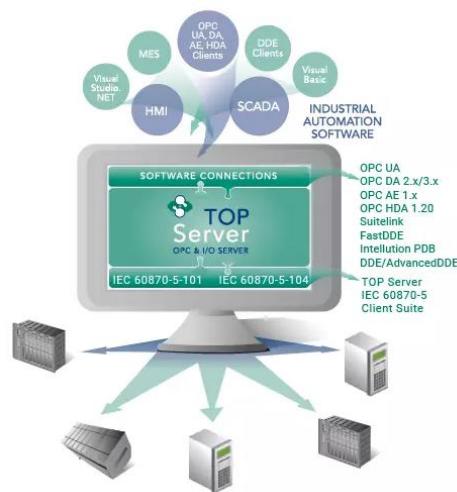 OPC
UA, DA,
AE, HDA
Clients
MES
DDE
Clients
Visual
Studio.
NET
Visual
Basic
HMI
SCADA
INDUSTRIAL
AUTOMATION
SOFTWARE
SOFTWARE CONNECTIONS
TOP
Server
OPC & I/O SERVER
IEC 60870-5-101 IEC 60870-5-104
OPC UA
OPC DA 2.x/3.x
OPC AE 1.x
OPC HDA 1.20
Suitelink
FastDDE
Intellution PDB
DDE/AdvancedDDE
TOP Server
IEC 60870-5
Client Suite